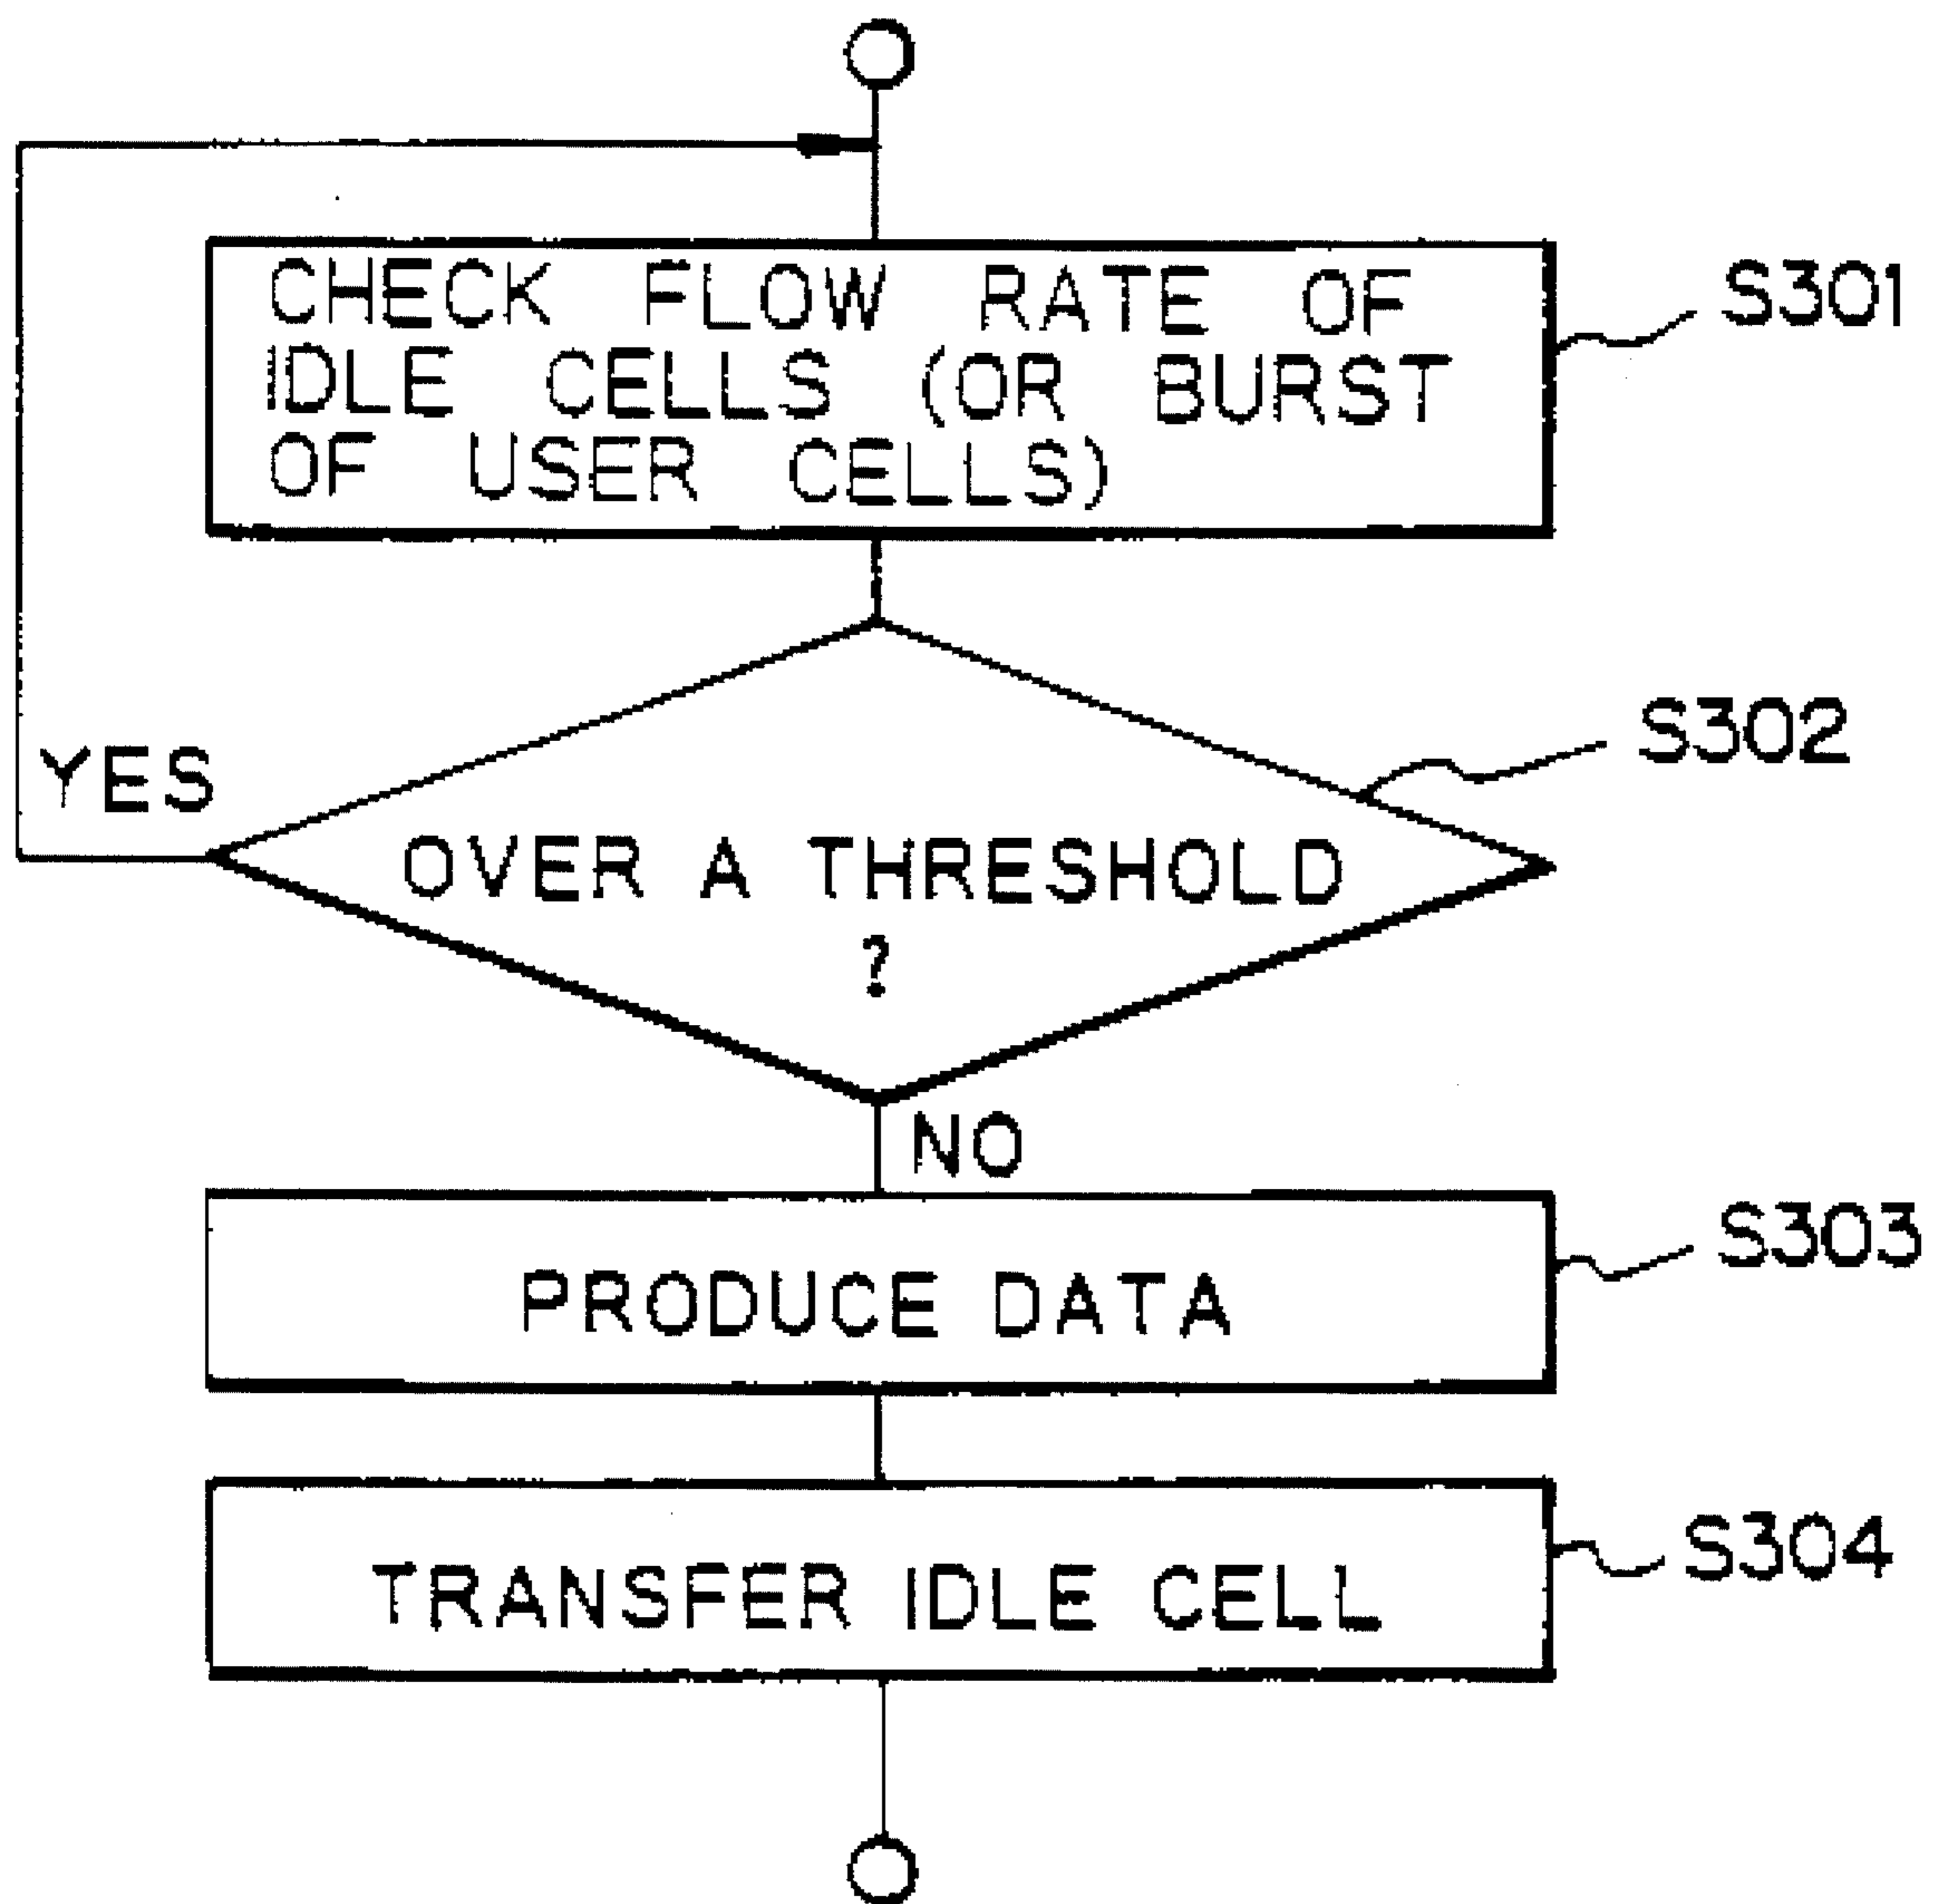 CHECK FLOW RATE OF
IDLE CELLS (OR BURST
OF USER CELLS)
S301
S302
YES
OVER A THRESHOLD
?
NO
PRODUCE DATA
S303
TRANSFER IDLE CELL
S304